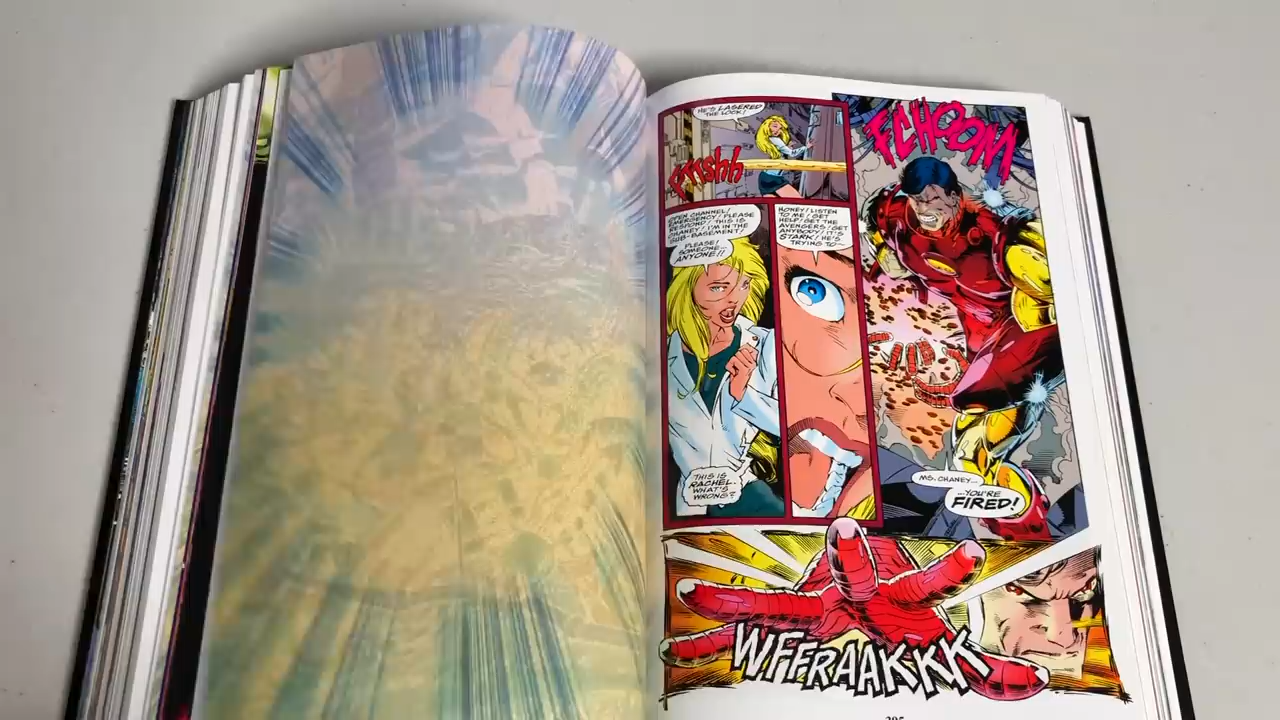 HE'S LASERED
THE LOCK!
FCHOOM
OPEN CHANNEL!
EMERGENCY! PLEASE
RESPOND! THIS IS
CHANEY! I'M IN THE
SUB-BASEMENT!
PLEASE!
SOMEONE...
ANYONE!!
HONEY! LISTEN
TO ME! GET
HELP! GET THE
AVENGERS! GET
ANYBODY! IT'S
STARK! HE'S
TRYING TO--
THIS IS
RACHEL.
WHAT'S
WRONG?
MS. CHANEY...
...YOU'RE
FIRED!
WFFRAAKKK